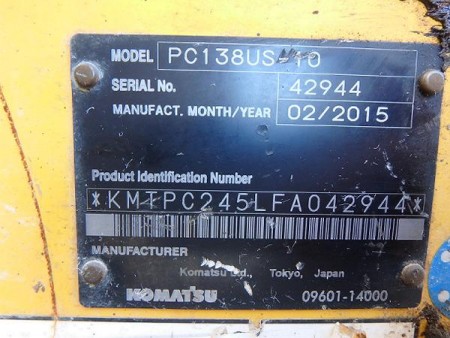 MODEL PC138US-10
SERIAL No. 42944
MANUFACT. MONTH/YEAR 02/2015
Product Identification Number
*KMTPC245LFA042944*
MANUFACTURER
Komatsu Ltd., Tokyo, Japan
KOMATSU 09601-14000